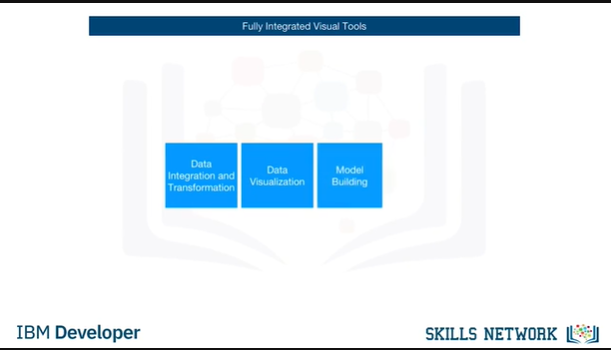 Fully Integrated Visual Tools
Data
Integration and
Transformation
Data
Visualization
Model
Building
IBM Developer
SKILLS NETWORK